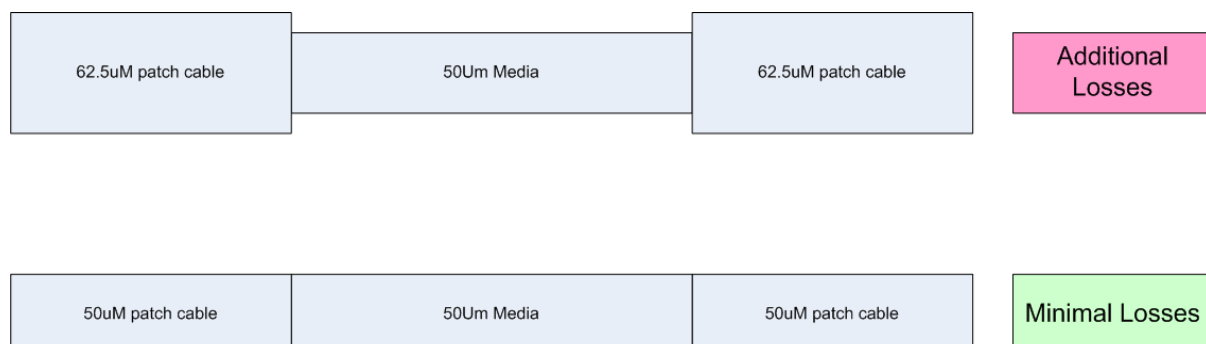 62.5uM patch cable
50Um Media
62.5uM patch cable
Additional
Losses
50uM patch cable
50Um Media
50uM patch cable
Minimal Losses